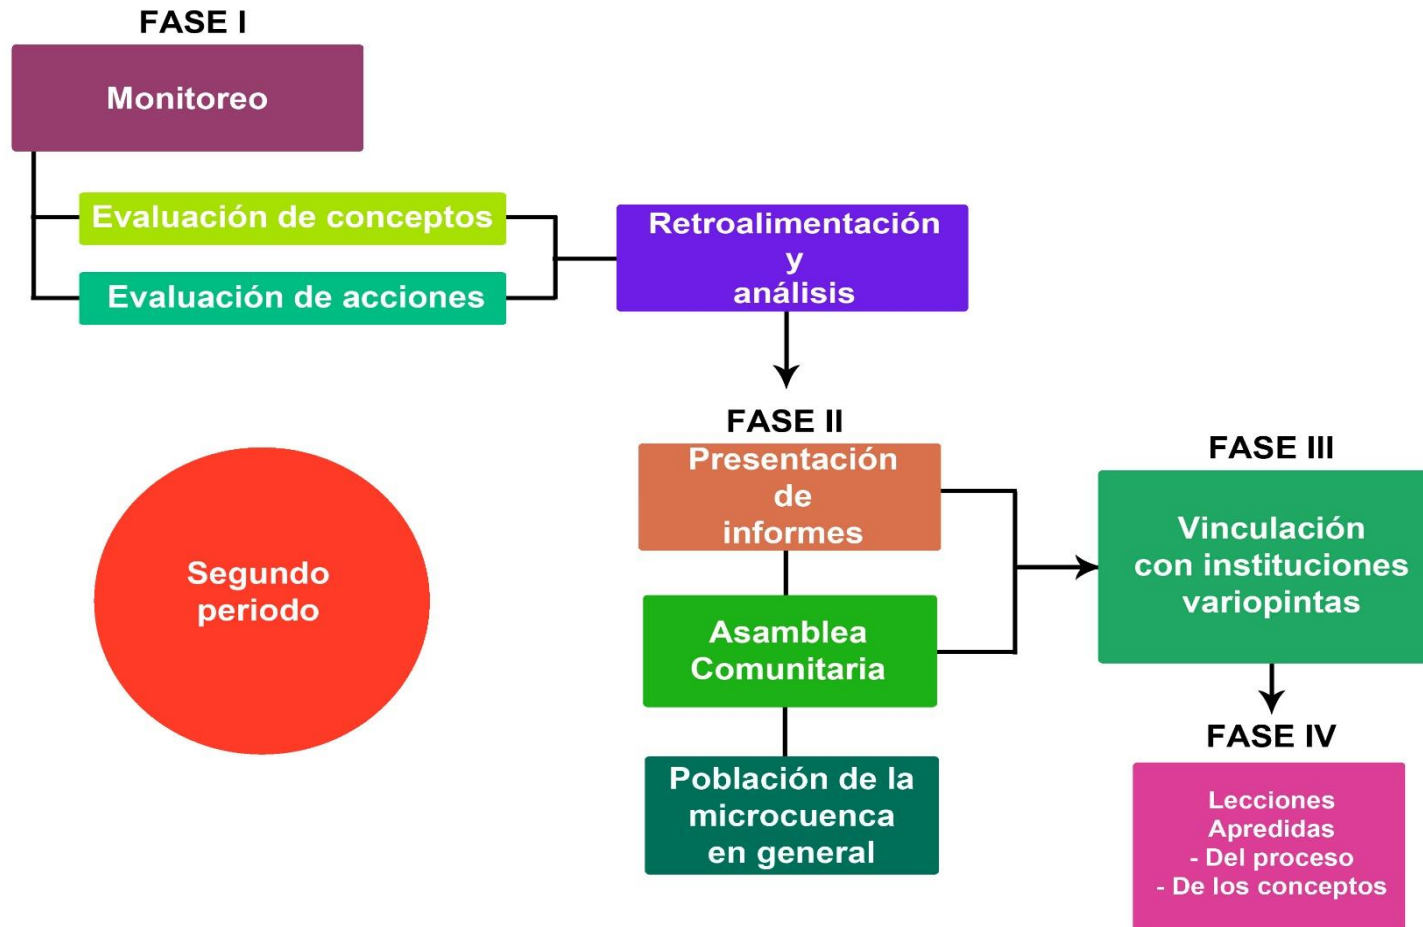 FASE I
Monitoreo
Evaluación de conceptos
Evaluación de acciones
Retroalimentación
y
análisis
FASE II
Presentación
de
informes
Asamblea
Comunitaria
Población de la
microcuenca
en general
Segundo
periodo
FASE III
Vinculación
con instituciones
variopintas
FASE IV
Lecciones
Apredidas
- Del proceso
- De los conceptos